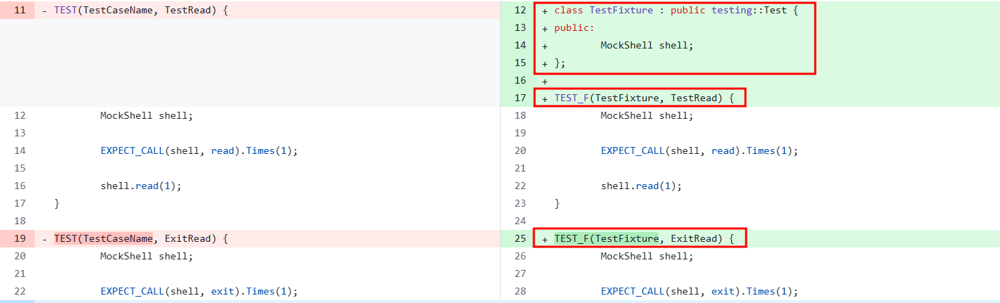 11 - TEST(TestCaseName, TestRead) {
12 MockShell shell;
13
14 EXPECT_CALL(shell, read).Times(1);
15
16 shell.read(1);
17 }
18
19 - TEST(TestCaseName, ExitRead) {
20 MockShell shell;
21
22 EXPECT_CALL(shell, exit).Times(1);
12 + class TestFixture : public testing::Test {
13 + public:
14 + MockShell shell;
15 + };
16 +
17 + TEST_F(TestFixture, TestRead) {
18 MockShell shell;
19
20 EXPECT_CALL(shell, read).Times(1);
21
22 shell.read(1);
23 }
24
25 + TEST_F(TestFixture, ExitRead) {
26 MockShell shell;
27
28 EXPECT_CALL(shell, exit).Times(1);